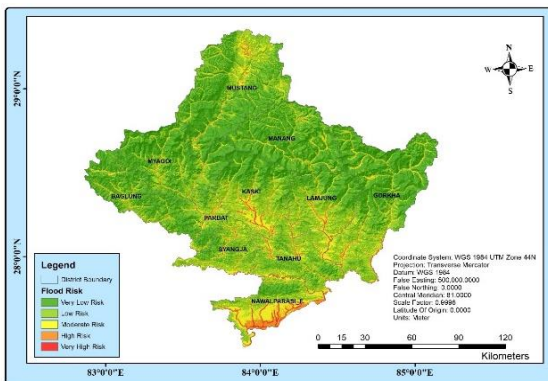 N
W E
S
29°0'0"N
28°0'0"N
MUSTANG
MANANG
MYAGDI
BAGLUNG
KASKI
LAMJUNG
GORKHA
PARBAT
SYANGJA
TANAHU
NAWALPARASI_E
Legend
District Boundary
Flood Risk
Very Low Risk
Low Risk
Moderate Risk
High Risk
Very High Risk
Coordinate System: WGS 1984 UTM Zone 44N
Projection: Transverse Mercator
Datum: WGS 1984
False Easting: 500,000.0000
False Northing: 0.0000
Central Meridian: 81.0000
Scale Factor: 0.9996
Latitude Of Origin: 0.0000
Units: Meter
0 15 30 60 90 120
Kilometers
83°0'0"E 84°0'0"E 85°0'0"E